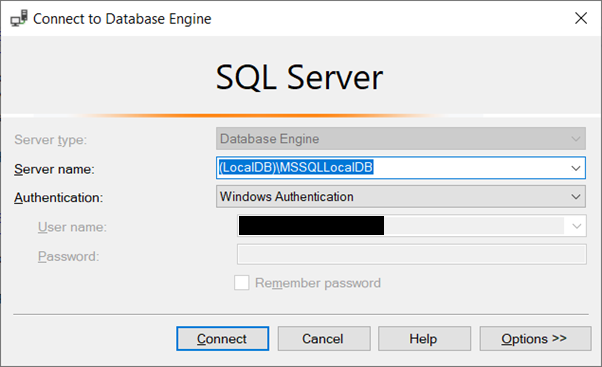 Connect to Database Engine
SQL Server
Server type: Database Engine
Server name: (LocalDB)\MSSQLLocalDB
Authentication: Windows Authentication
User name:
Password:
Remember password
Connect Cancel Help Options >>